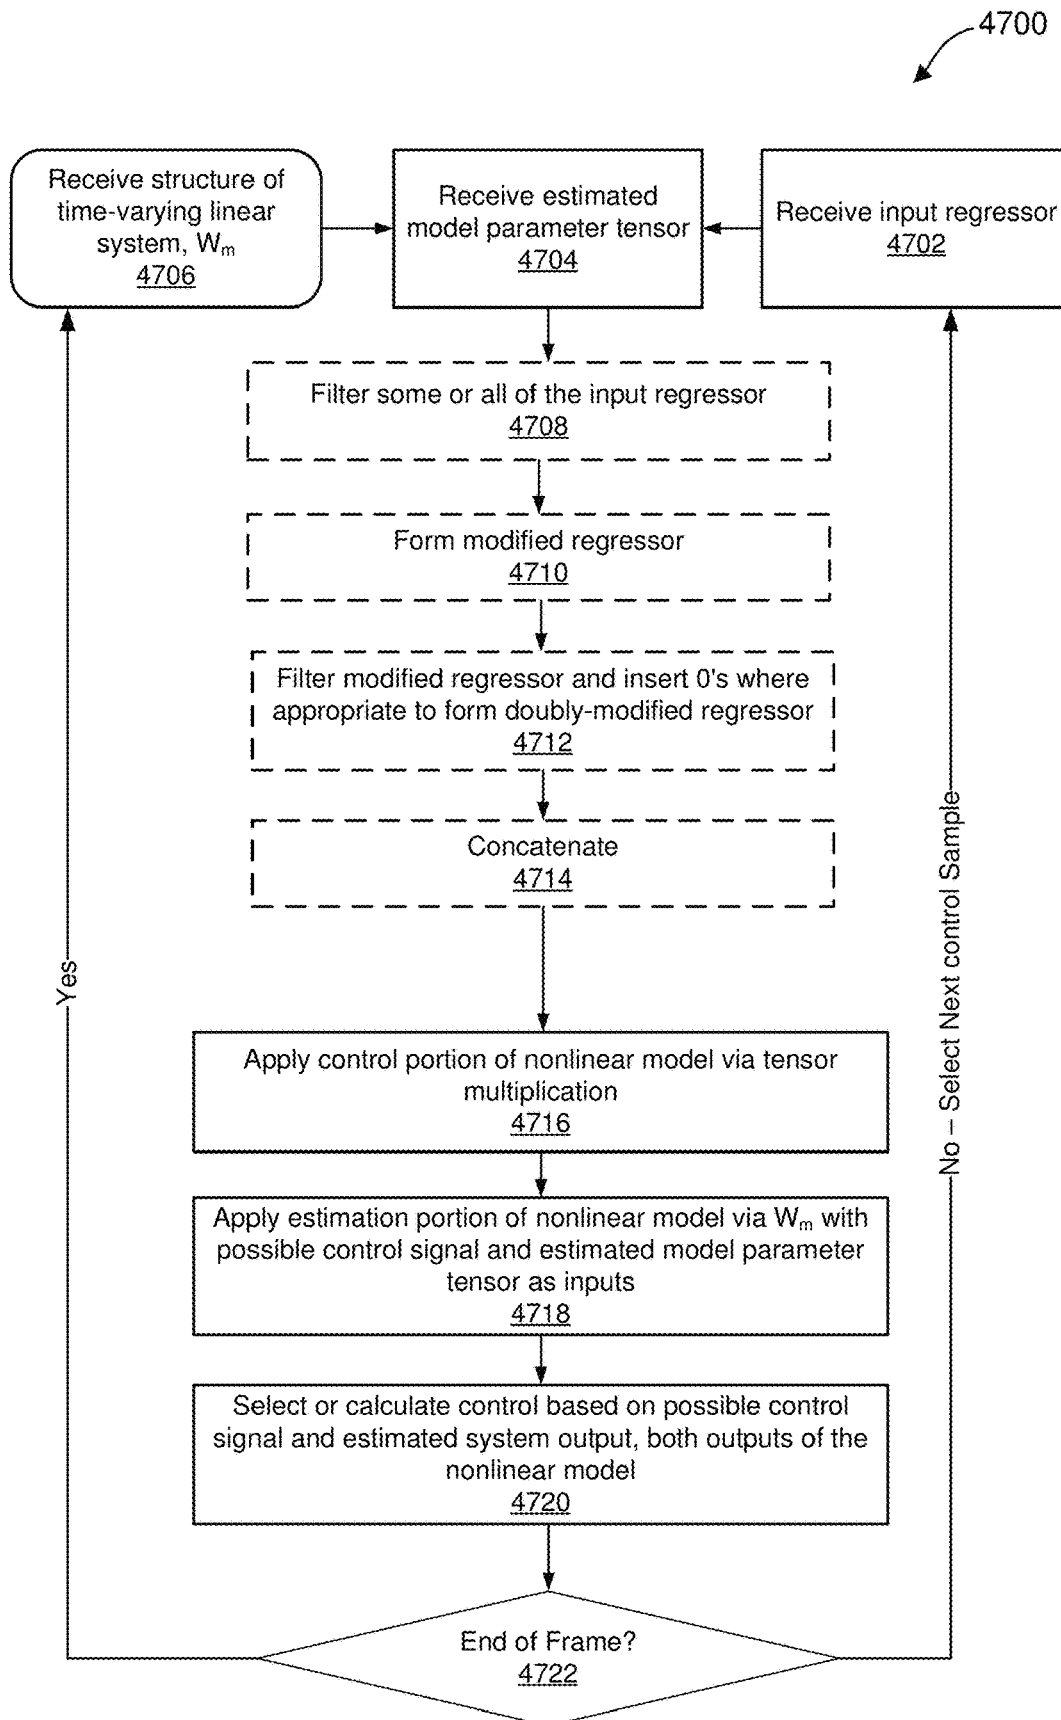 4700
Receive structure of
time-varying linear
system, Wm
4706
Receive estimated
model parameter tensor
4704
Receive input regressor
4702
Filter some or all of the input regressor
4708
Form modified regressor
4710
Filter modified regressor and insert 0's where
appropriate to form doubly-modified regressor
4712
Concatenate
4714
Yes
No – Select Next control Sample
Apply control portion of nonlinear model via tensor
multiplication
4716
Apply estimation portion of nonlinear model via Wm with
possible control signal and estimated model parameter
tensor as inputs
4718
Select or calculate control based on possible control
signal and estimated system output, both outputs of the
nonlinear model
4720
End of Frame?
4722